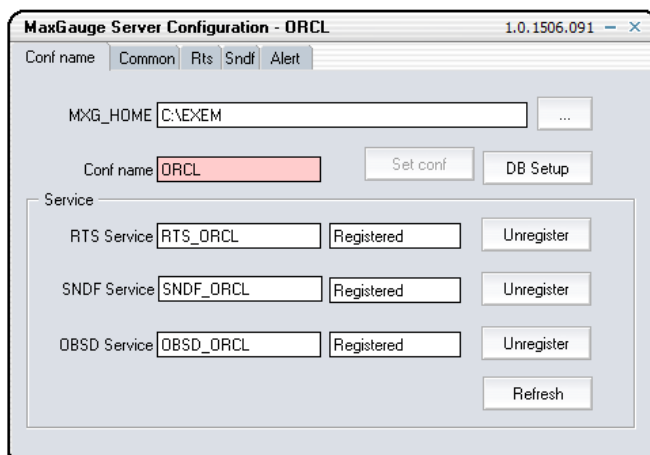 MaxGauge Server Configuration - ORCL 1.0.1506.091
Conf name Common Rts Sndf Alert
MXG_HOME C:\EXEM ...
Conf name ORCL Set conf DB Setup
Service
RTS Service RTS_ORCL Registered Unregister
SNDF Service SNDF_ORCL Registered Unregister
OBSD Service OBSD_ORCL Registered Unregister
Refresh